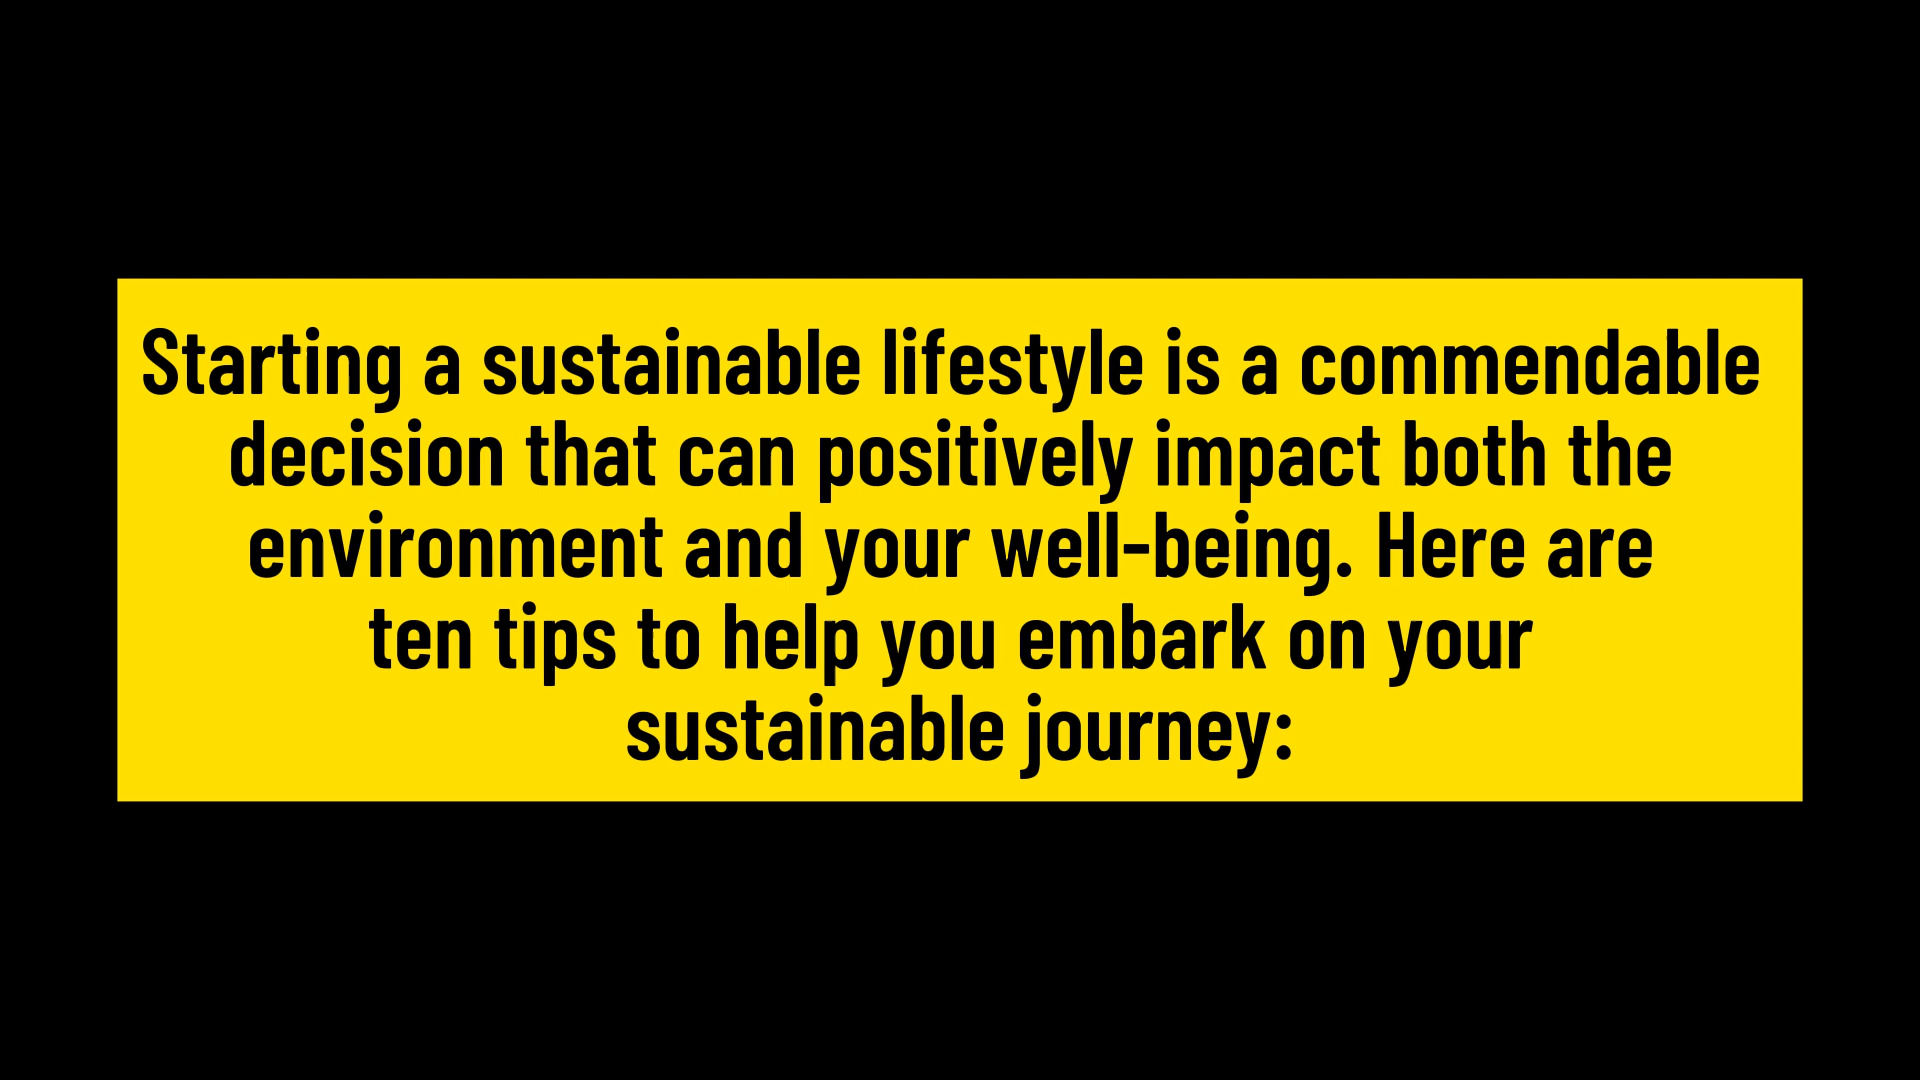 Starting a sustainable lifestyle is a commendable
decision that can positively impact both the
environment and your well-being. Here are
ten tips to help you embark on your
sustainable journey: